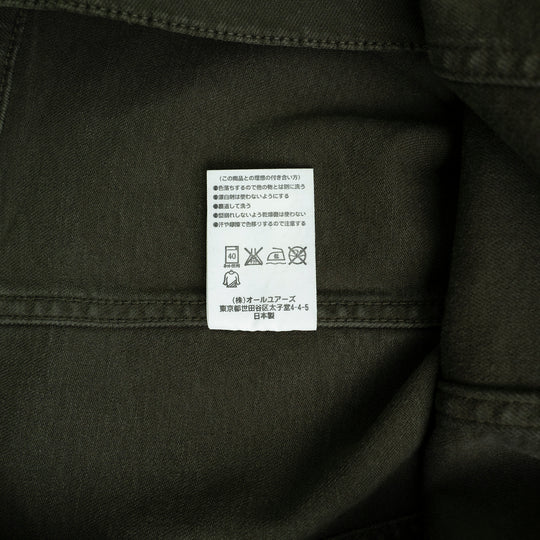 (この商品との理想の付き合い方)
●色落ちするので他の物とは別に洗う
●漂白剤は使わないようにする
●裏返して洗う
●型崩れしないよう乾燥機は使わない
●汗や摩擦で色移りするので注意する
40
(株)オールユアーズ
東京都世田谷区太子堂4-4-5
日本製